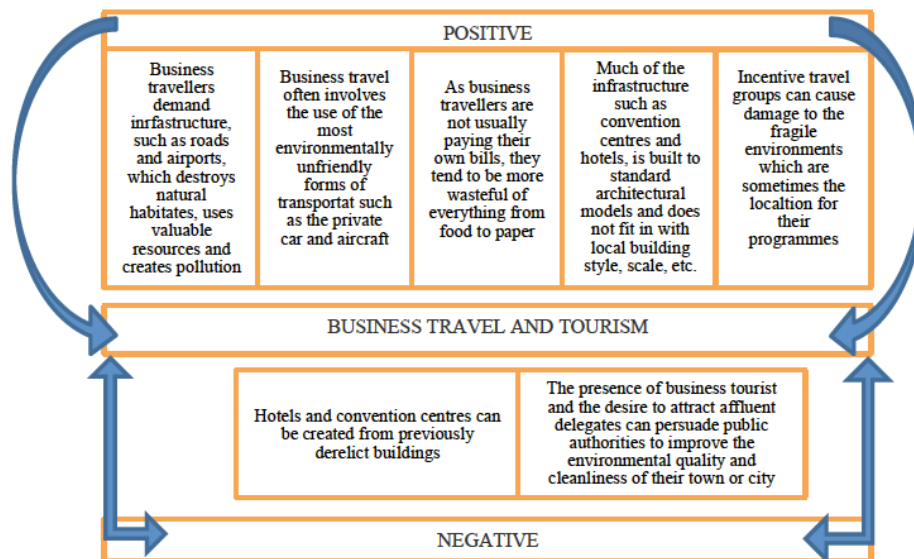 POSITIVE
Business
travellers
demand
inrfastructure,
such as roads
and airports,
which destroys
natural
habitates, uses
valuable
resources and
creates pollution
Business travel
often involves
the use of the
most
environmentally
unfriendly
forms of
transportat such
as the private
car and aircraft
As business
travellers are
not usually
paying their
own bills, they
tend to be more
wasteful of
everything from
food to paper
Much of the
infrastructure
such as
convention
centres and
hotels, is built to
standard
architectural
models and does
not fit in with
local building
style, scale, etc.
Incentive travel
groups can cause
damage to the
fragile
environments
which are
sometimes the
localtion for
their
programmes
BUSINESS TRAVEL AND TOURISM
Hotels and convention centres can
be created from previously
derelict buildings
The presence of business tourist
and the desire to attract affluent
delegates can persuade public
authorities to improve the
environmental quality and
cleanliness of their town or city
NEGATIVE